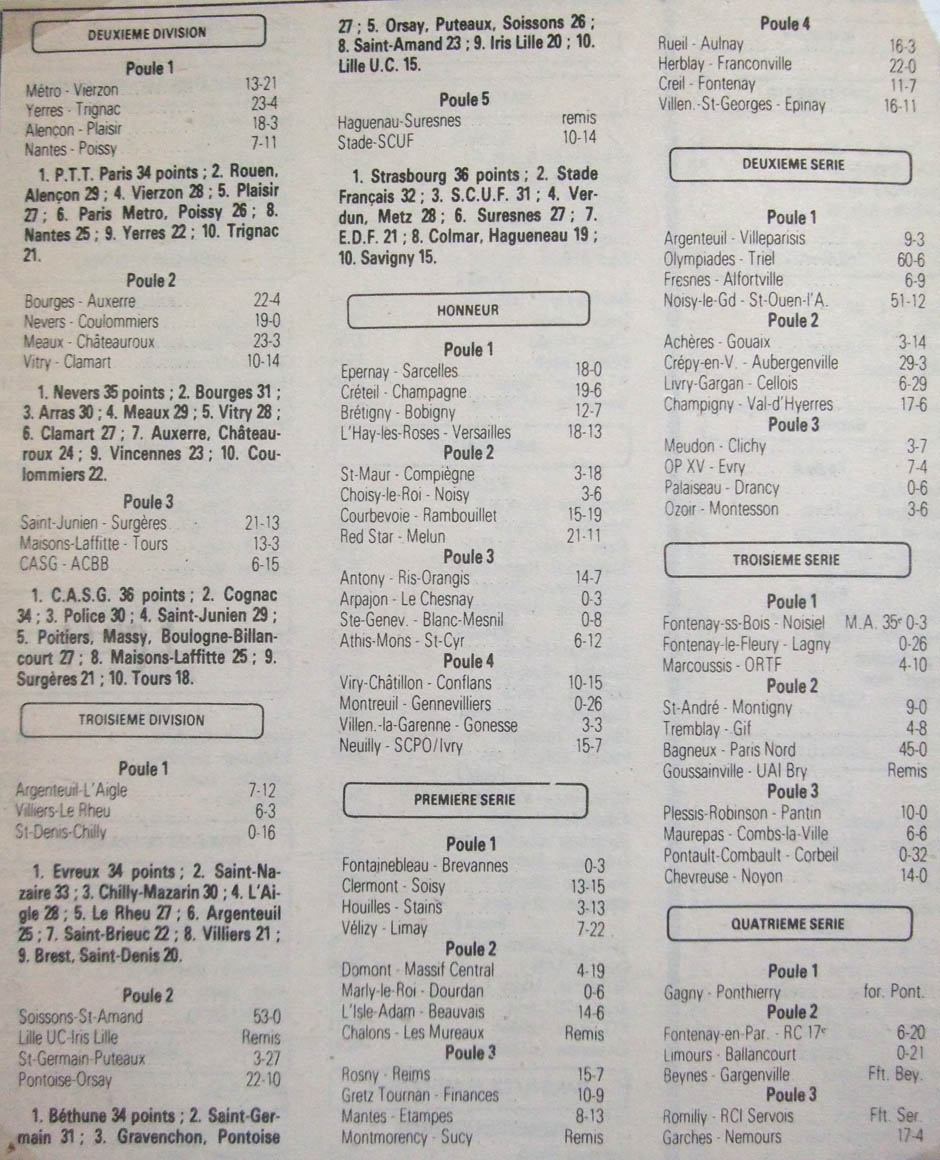 DEUXIEME DIVISION
Poule 1
Métro - Vierzon 13-21
Yerres - Trignac 23-4
Alençon - Plaisir 18-3
Nantes - Poissy 7-11
1. P.T.T. Paris 34 points ; 2. Rouen,
Alençon 29 ; 4. Vierzon 28 ; 5. Plaisir
27 ; 6. Paris Metro, Poissy 26 ; 8.
Nantes 25 ; 9. Yerres 22 ; 10. Trignac
21.
Poule 2
Bourges - Auxerre 22-4
Nevers - Coulommiers 19-0
Meaux - Châteauroux 23-3
Vitry - Clamart 10-14
1. Nevers 35 points ; 2. Bourges 31 ;
3. Arras 30 ; 4. Meaux 29 ; 5. Vitry 28 ;
6. Clamart 27 ; 7. Auxerre, Château-
roux 24 ; 9. Vincennes 23 ; 10. Cou-
lommiers 22.
Poule 3
Saint-Junien - Surgères 21-13
Maisons-Laffitte - Tours 13-3
CASG - ACBB 6-15
1. C.A.S.G. 36 points ; 2. Cognac
34 ; 3. Police 30 ; 4. Saint-Junien 29 ;
5. Poitiers, Massy, Boulogne-Billan-
court 27 ; 8. Maisons-Laffitte 25 ; 9.
Surgères 21 ; 10. Tours 18.
TROISIEME DIVISION
Poule 1
Argenteuil-L'Aigle 7-12
Villiers-Le Rheu 6-3
St-Denis-Chilly 0-16
1. Evreux 34 points ; 2. Saint-Na-
zaire 33 ; 3. Chilly-Mazarin 30 ; 4. L'Ai-
gle 28 ; 5. Le Rheu 27 ; 6. Argenteuil
25 ; 7. Saint-Brieuc 22 ; 8. Villiers 21 ;
9. Brest, Saint-Denis 20.
Poule 2
Soissons-St-Amand 53-0
Lille UC-Iris Lille Remis
St-Germain-Puteaux 3-27
Pontoise-Orsay 22-10
1. Béthune 34 points ; 2. Saint-Ger-
main 31 ; 3. Gravenchon, Pontoise
27 ; 5. Orsay, Puteaux, Soissons 26 ;
8. Saint-Amand 23 ; 9. Iris Lille 20 ; 10.
Lille U.C. 15.
Poule 5
Haguenau-Suresnes remis
Stade-SCUF 10-14
1. Strasbourg 36 points ; 2. Stade
Français 32 ; 3. S.C.U.F. 31 ; 4. Ver-
dun, Metz 28 ; 6. Suresnes 27 ; 7.
E.D.F. 21 ; 8. Colmar, Hagueneau 19 ;
10. Savigny 15.
HONNEUR
Poule 1
Epernay - Sarcelles 18-0
Créteil - Champagne 19-6
Brétigny - Bobigny 12-7
L'Hay-les-Roses - Versailles 18-13
Poule 2
St-Maur - Compiègne 3-18
Choisy-le-Roi - Noisy 3-6
Courbevoie - Rambouillet 15-19
Red Star - Melun 21-11
Poule 3
Antony - Ris-Orangis 14-7
Arpajon - Le Chesnay 0-3
Ste-Genev. - Blanc-Mesnil 0-8
Athis-Mons - St-Cyr 6-12
Poule 4
Viry-Châtillon - Conflans 10-15
Montreuil - Gennevilliers 0-26
Villen.-la-Garenne - Gonesse 3-3
Neuilly - SCPO/Ivry 15-7
PREMIERE SERIE
Poule 1
Fontainebleau - Brevannes 0-3
Clermont - Soisy 13-15
Houilles - Stains 3-13
Vélizy - Limay 7-22
Poule 2
Domont - Massif Central 4-19
Marly-le-Roi - Dourdan 0-6
L'Isle-Adam - Beauvais 14-6
Chalons - Les Mureaux Remis
Poule 3
Rosny - Reims 15-7
Gretz Tournan - Finances 10-9
Mantes - Etampes 8-13
Montmorency - Sucy Remis
Poule 4
Rueil - Aulnay 16-3
Herblay - Franconville 22-0
Creil - Fontenay 11-7
Villen.-St-Georges - Epinay 16-11
DEUXIEME SERIE
Poule 1
Argenteuil - Villeparisis 9-3
Olympiades - Triel 60-6
Fresnes - Alfortville 6-9
Noisy-le-Gd - St-Ouen-l'A. 51-12
Poule 2
Achères - Gouaix 3-14
Crépy-en-V. - Aubergenville 29-3
Livry-Gargan - Cellois 6-29
Champigny - Val-d'Hyerres 17-6
Poule 3
Meudon - Clichy 3-7
OP XV - Evry 7-4
Palaiseau - Drancy 0-6
Ozoir - Montesson 3-6
TROISIEME SERIE
Poule 1
Fontenay-ss-Bois - Noisiel M.A. 35e 0-3
Fontenay-le-Fleury - Lagny 0-26
Marcoussis - ORTF 4-10
Poule 2
St-André - Montigny 9-0
Tremblay - Gif 4-8
Bagneux - Paris Nord 45-0
Goussainville - UAI Bry Remis
Poule 3
Plessis-Robinson - Pantin 10-0
Maurepas - Combs-la-Ville 6-6
Pontault-Combault - Corbeil 0-32
Chevreuse - Noyon 14-0
QUATRIEME SERIE
Poule 1
Gagny - Ponthierry for. Pont.
Poule 2
Fontenay-en-Par. - RC 17e 6-20
Limours - Ballancourt 0-21
Beynes - Gargenville Fft. Bey.
Poule 3
Romilly - RCI Servois Fft. Ser.
Garches - Nemours 17-4